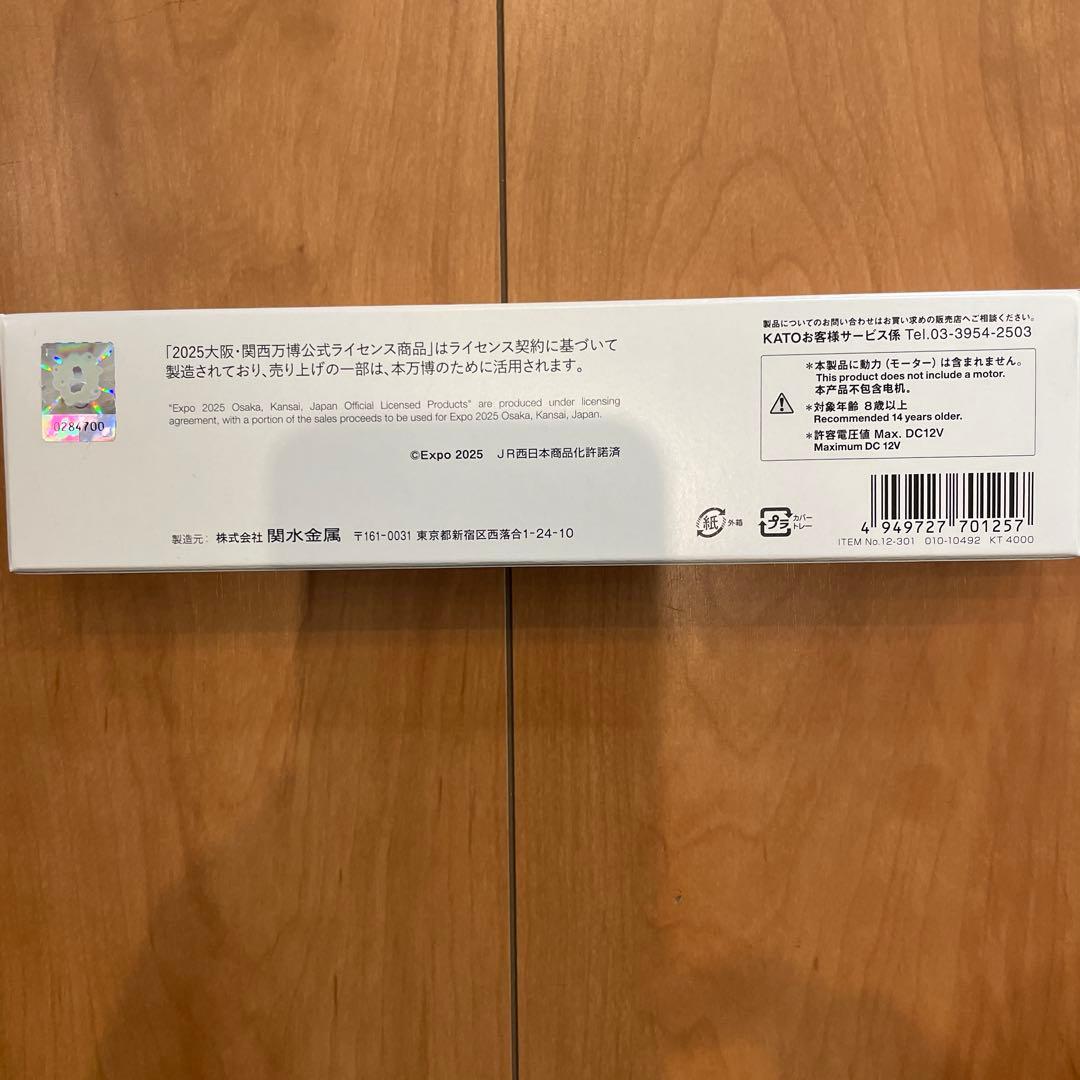 0284700
「2025大阪・関西万博公式ライセンス商品」はライセンス契約に基づいて
製造されており、売り上げの一部は、本万博のために活用されます。
"Expo 2025 Osaka, Kansai, Japan Official Licensed Products" are produced under licensing
agreement, with a portion of the sales proceeds to be used for Expo 2025 Osaka, Kansai, Japan.
©Expo 2025 JR西日本商品化許諾済
製造元: 株式会社 関水金属 〒161-0031 東京都新宿区西落合1-24-10
製品についてのお問い合わせはお買い求めの販売店へご相談ください。
KATOお客様サービス係 Tel.03-3954-2503
*本製品に動力(モーター)は含まれません。
This product does not include a motor.
本产品不包含电机。
*対象年齢 8歳以上
Recommended 14 years older.
*許容電圧値 Max. DC12V
Maximum DC 12V
紙 外箱
プラ カバー
トレー
4 949727 701257
ITEM No.12-301 010-10492 KT 4000